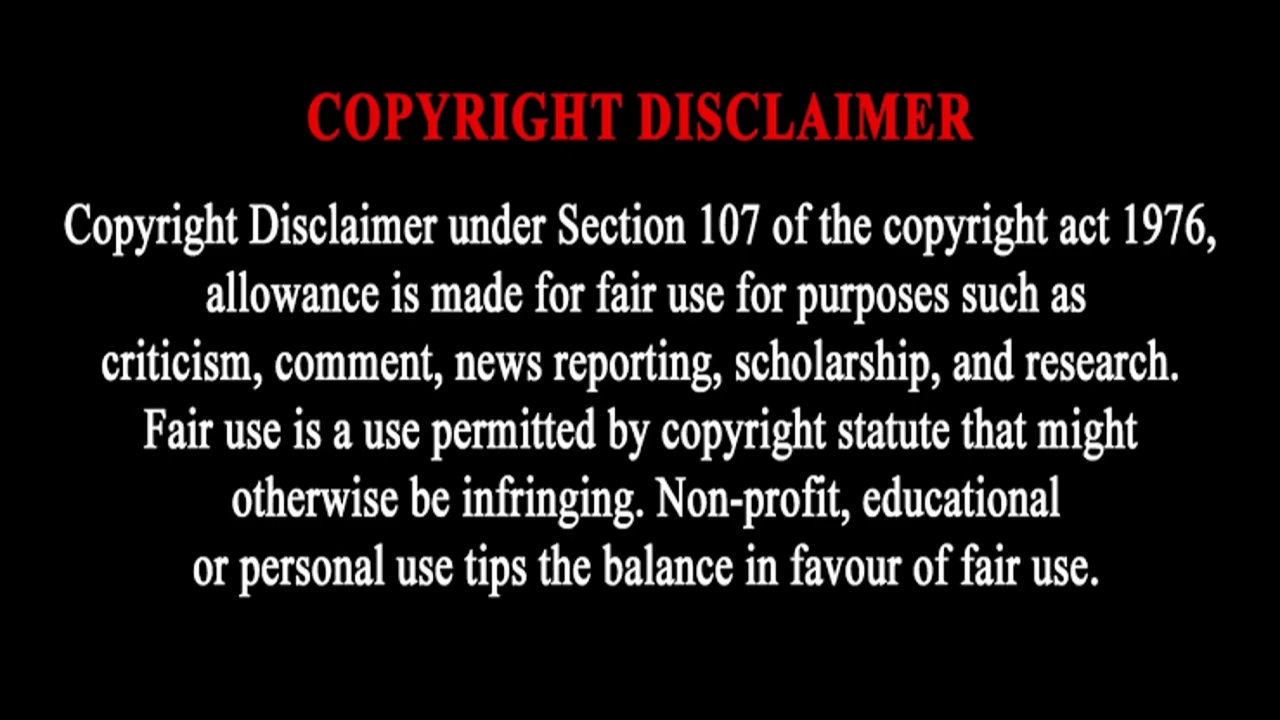 COPYRIGHT DISCLAIMER
Copyright Disclaimer under Section 107 of the copyright act 1976,
allowance is made for fair use for purposes such as
criticism, comment, news reporting, scholarship, and research.
Fair use is a use permitted by copyright statute that might
otherwise be infringing. Non-profit, educational
or personal use tips the balance in favour of fair use.